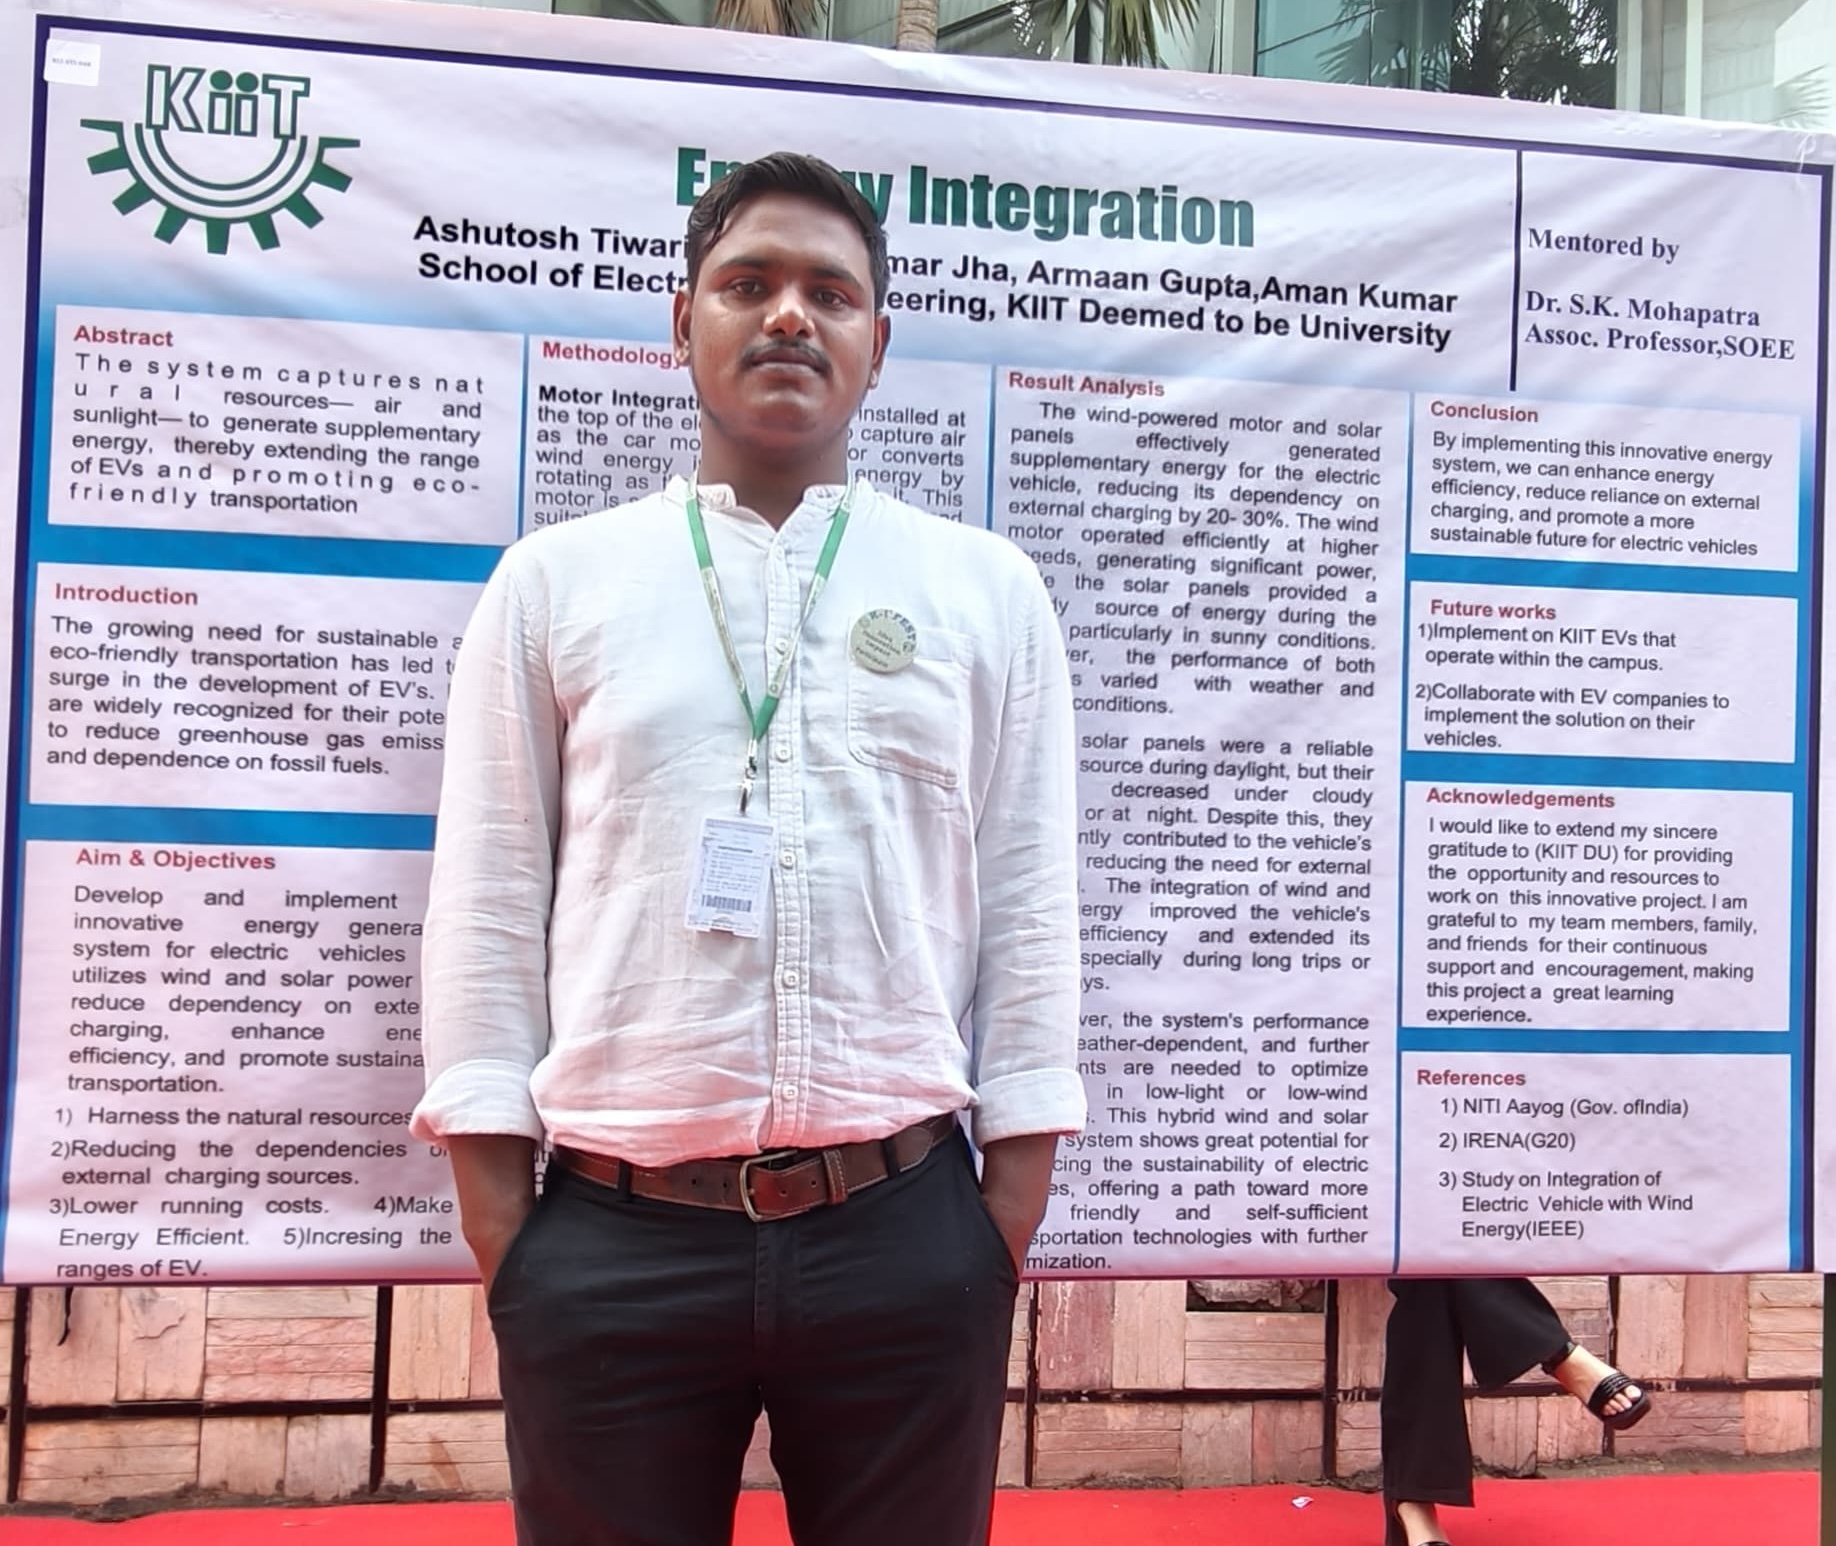 KiiT
Energy Integration
Ashutosh Tiwari mar Jha, Armaan Gupta,Aman Kumar
School of Elect eering, KIIT Deemed to be University
Mentored by
Dr. S.K. Mohapatra
Assoc. Professor,SOEE
Abstract
The system captures nat
ural resources— air and
sunlight— to generate supplementary
energy, thereby extending the range
of EVs and promoting eco-
friendly transportation
Introduction
The growing need for sustainable
eco-friendly transportation has led
surge in the development of EV's.
are widely recognized for their pote
to reduce greenhouse gas emiss
and dependence on fossil fuels.
Aim & Objectives
Develop and implement
innovative energy genera
system for electric vehicles
utilizes wind and solar power
reduce dependency on exte
charging, enhance ene
efficiency, and promote sustaina
transportation.
1) Harness the natural resources
2)Reducing the dependencies
external charging sources.
3)Lower running costs. 4)Make
Energy Efficient. 5)Incresing the
ranges of EV.
Methodology
Motor Integrati installed at
the top of the el capture air
as the car mo or converts
wind energy energy by
rotating as it. This
motor is
suit
Result Analysis
The wind-powered motor and solar
panels effectively generated
supplementary energy for the electric
vehicle, reducing its dependency on
external charging by 20- 30%. The wind
motor operated efficiently at higher
eeds, generating significant power,
e the solar panels provided a
ly source of energy during the
particularly in sunny conditions.
er, the performance of both
s varied with weather and
conditions.
solar panels were a reliable
source during daylight, but their
decreased under cloudy
or at night. Despite this, they
ntly contributed to the vehicle's
reducing the need for external
. The integration of wind and
ergy improved the vehicle's
efficiency and extended its
specially during long trips or
ys.
ver, the system's performance
eather-dependent, and further
nts are needed to optimize
in low-light or low-wind
. This hybrid wind and solar
system shows great potential for
cing the sustainability of electric
es, offering a path toward more
friendly and self-sufficient
sportation technologies with further
mization.
Conclusion
By implementing this innovative energy
system, we can enhance energy
efficiency, reduce reliance on external
charging, and promote a more
sustainable future for electric vehicles
Future works
1)Implement on KIIT EVs that
operate within the campus.
2)Collaborate with EV companies to
implement the solution on their
vehicles.
Acknowledgements
I would like to extend my sincere
gratitude to (KIIT DU) for providing
the opportunity and resources to
work on this innovative project. I am
grateful to my team members, family,
and friends for their continuous
support and encouragement, making
this project a great learning
experience.
References
1) NITI Aayog (Gov. ofIndia)
2) IRENA(G20)
3) Study on Integration of
Electric Vehicle with Wind
Energy(IEEE)